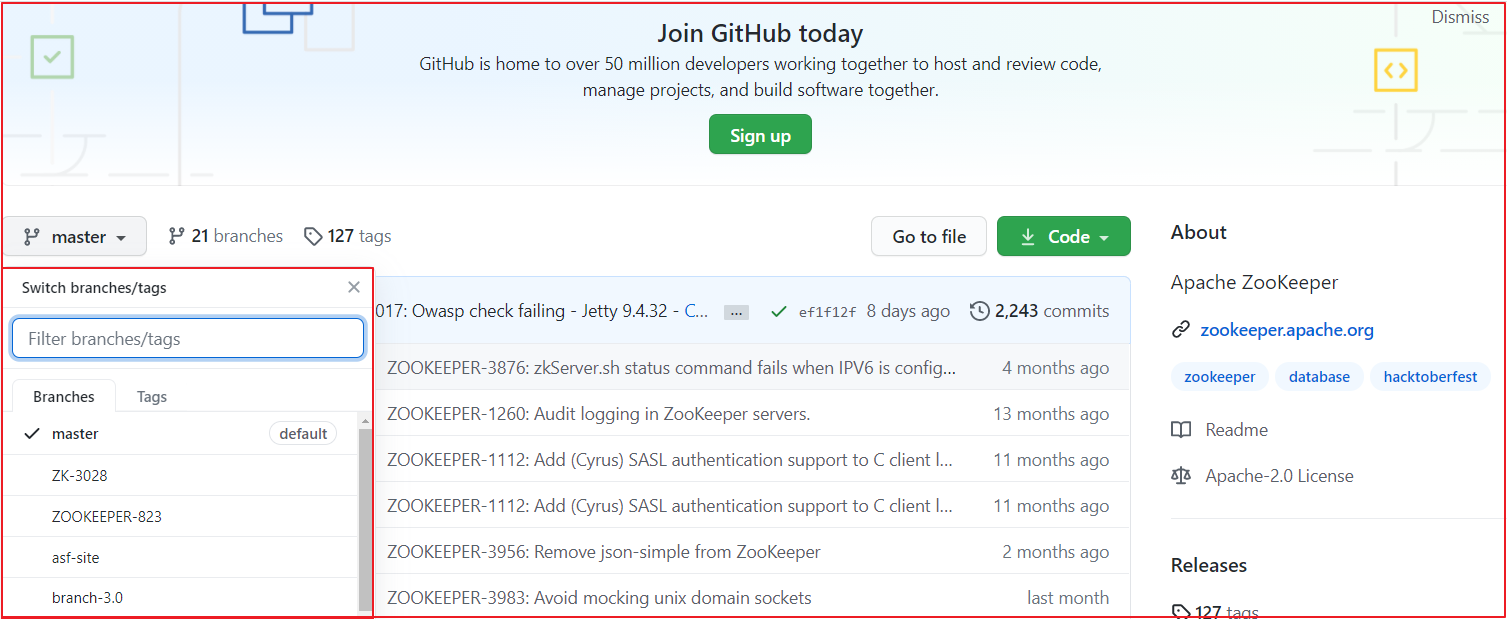 Dismiss
Join GitHub today
GitHub is home to over 50 million developers working together to host and review code,
manage projects, and build software together.
Sign up
master
21 branches
127 tags
Go to file
Code
Switch branches/tags
Filter branches/tags
Branches
Tags
master
default
ZK-3028
ZOOKEEPER-823
asf-site
branch-3.0
017: Owasp check failing - Jetty 9.4.32 - C... ... ef1f12f 8 days ago 2,243 commits
ZOOKEEPER-3876: zkServer.sh status command fails when IPV6 is config... 4 months ago
ZOOKEEPER-1260: Audit logging in ZooKeeper servers. 13 months ago
ZOOKEEPER-1112: Add (Cyrus) SASL authentication support to C client l... 11 months ago
ZOOKEEPER-1112: Add (Cyrus) SASL authentication support to C client l... 11 months ago
ZOOKEEPER-3956: Remove json-simple from ZooKeeper 2 months ago
ZOOKEEPER-3983: Avoid mocking unix domain sockets last month
About
Apache ZooKeeper
zookeeper.apache.org
zookeeper database hacktoberfest
Readme
Apache-2.0 License
Releases
127 tags